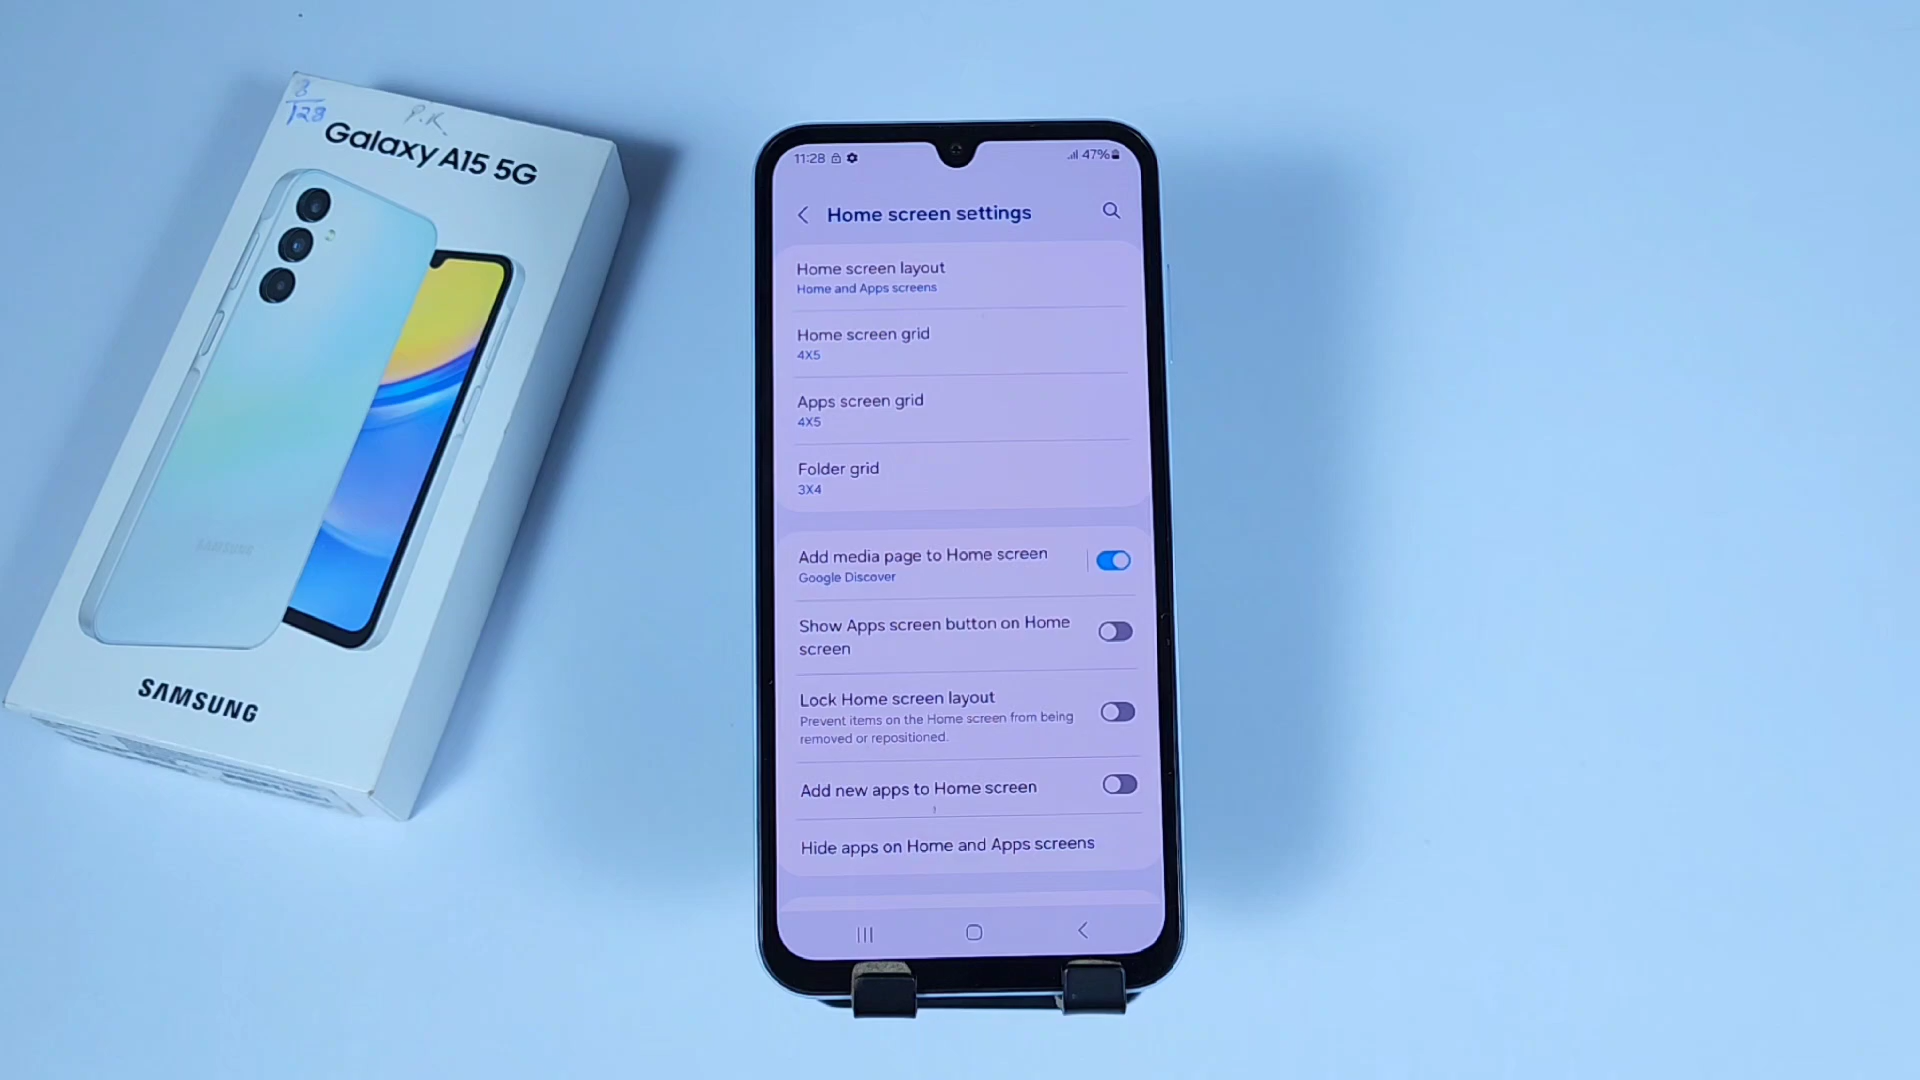 8
128
P.K.
Galaxy A15 5G
SAMSUNG
SAMSUNG
11:28
47%
Home screen settings
Home screen layout
Home and Apps screens
Home screen grid
4X5
Apps screen grid
4X5
Folder grid
3X4
Add media page to Home screen
Google Discover
Show Apps screen button on Home
screen
Lock Home screen layout
Prevent items on the Home screen from being
removed or repositioned.
Add new apps to Home screen
Hide apps on Home and Apps screens